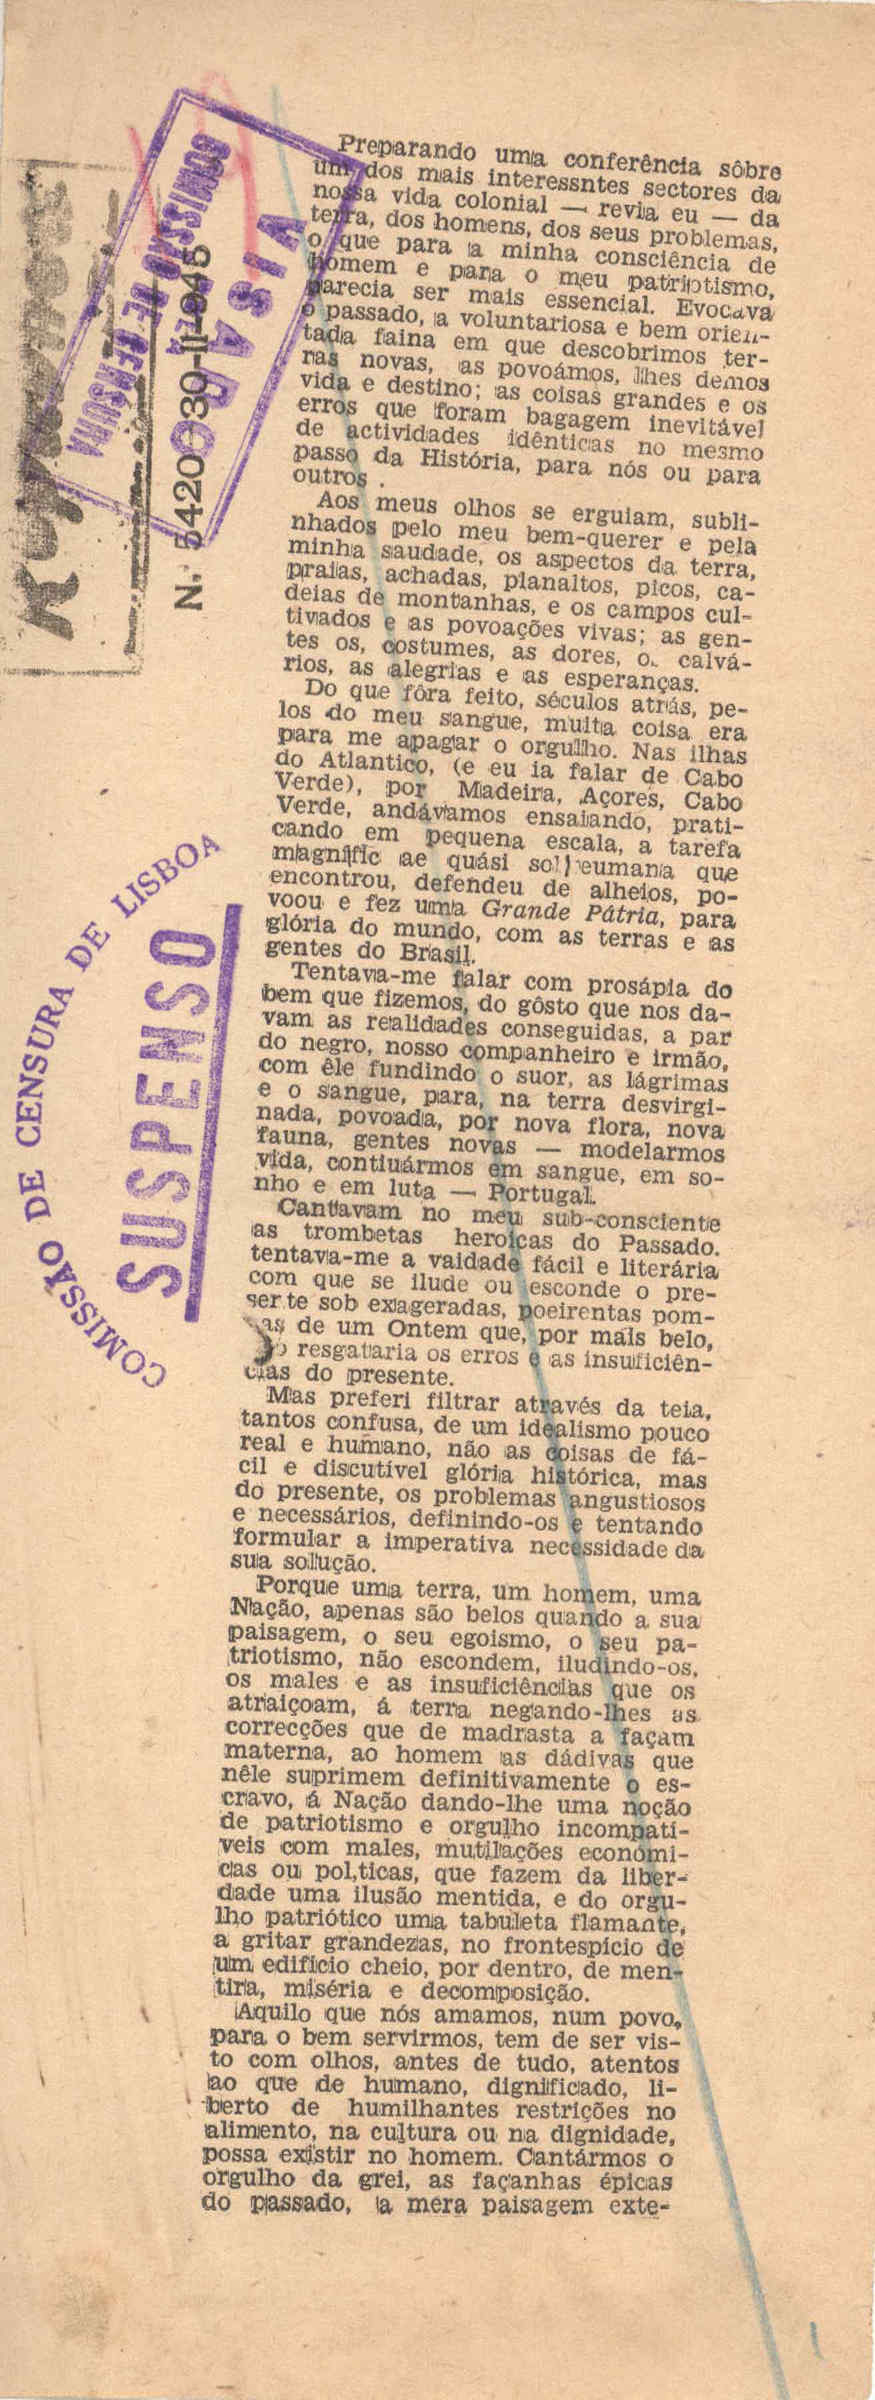 VISADO
PELA
COMISSÃO DE CENSURA
N. 5420 30-11-945
COMISSÃO DE CENSURA DE LISBOA
SUSPENSO
Preparando uma conferência sôbre
um dos mais interessntes sectores da
nossa vida colonial — revia eu — da
terra, dos homens, dos seus problemas,
o que para a minha consciência de
homem e para o meu patriotismo,
parecia ser mais essencial. Evocava
o passado, a voluntariosa e bem orien-
tada faina em que descobrimos ter-
ras novas, as povoámos, lhes demos
vida e destino; as coisas grandes e os
erros que foram bagagem inevitável
de actividades idênticas no mesmo
passo da História, para nós ou para
outros .
Aos meus olhos se erguiam, subli-
nhados pelo meu bem-querer e pela
minha saudade, os aspectos da terra,
praias, achadas, planaltos, picos, ca-
deias de montanhas, e os campos cul-
tivados e as povoações vivas; as gen-
tes os, costumes, as dores, o. calvá-
rios, as alegrias e as esperanças.
Do que fôra feito, séculos atrás, pe-
los do meu sangue, muita coisa era
para me apagar o orgulho. Nas ilhas
do Atlantico, (e eu ia falar de Cabo
Verde), por Madeira, Açores, Cabo
Verde, andávamos ensaiando, prati-
cando em pequena escala, a tarefa
magnífic ae quási que
encontrou, defendeu de alheios, po-
voou e fez uma Grande Pátria, para
glória do mundo, com as terras e as
gentes do Brasil.
Tentava-me falar com prosápia do
bem que fizemos, do gôsto que nos da-
vam as realidades conseguidas, a par
do negro, nosso companheiro e irmão,
com êle fundindo o suor, as lágrimas
e o sangue, para, na terra desvirgi-
nada, povoada, por nova flora, nova
fauna, gentes novas — modelarmos
vida, contiuármos em sangue, em so-
nho e em luta — Portugal.
Cantavam no meu sub-consciente
as trombetas heroicas do Passado.
tentava-me a vaidade fácil e literária
com que se ilude ou esconde o pre-
ser.te sob exageradas, poeirentas pom-
as de um Ontem que, por mais belo,
resgataria os erros e as insuficiên-
cias do presente.
Mas preferi filtrar através da teia,
tantos confusa, de um idealismo pouco
real e humano, não as coisas de fá-
cil e discutível glória histórica, mas
do presente, os problemas angustiosos
e necessários, definindo-os e tentando
formular a imperativa necessidade da
sua solução.
Porque uma terra, um homem, uma
Nação, apenas são belos quando a sua
paisagem, o seu egoismo, o seu pa-
triotismo, não escondem, iludindo-os,
os males e as insuficiências que os
atraiçoam, á terra negando-lhes as
correcções que de madrasta a façam
materna, ao homem as dádivas que
nêle suprimem definitivamente o es-
cravo, á Nação dando-lhe uma noção
de patriotismo e orgulho incompati-
veis com males, mutilações económi-
cas ou pol,ticas, que fazem da liber-
dade uma ilusão mentida, e do orgu-
lho patriótico uma tabuleta flamante,
a gritar grandezas, no frontespício de
um edificio cheio, por dentro, de men-
tira, miséria e decomposição.
Aquilo que nós amamos, num povo,
para o bem servirmos, tem de ser vis-
to com olhos, antes de tudo, atentos
ao que de humano, dignificado, li-
berto de humilhantes restrições no
alimento, na cultura ou na dignidade,
possa existir no homem. Cantármos o
orgulho da grei, as façanhas épicas
do passado, a mera paisagem exte-
1